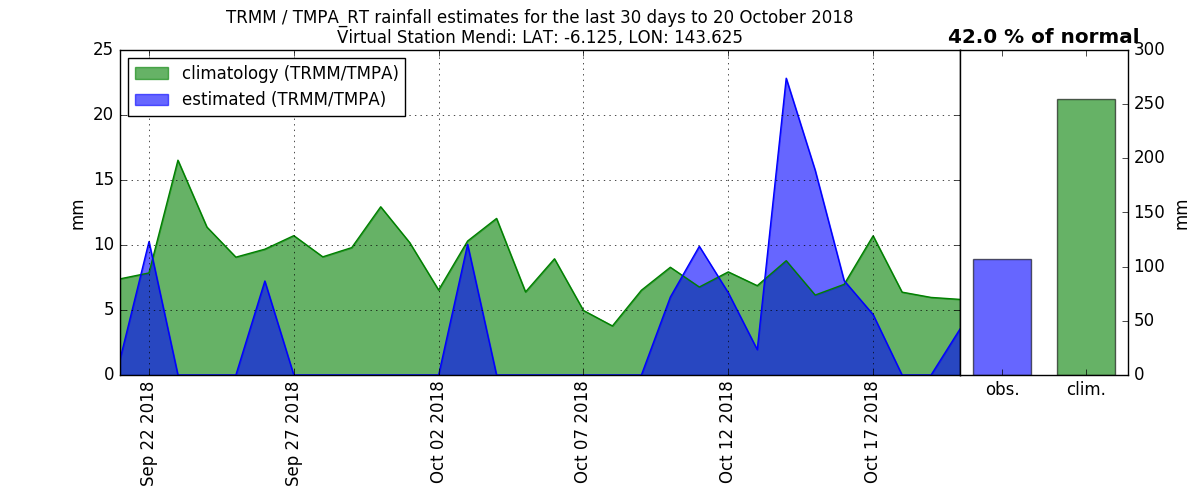 TRMM / TMPA_RT rainfall estimates for the last 30 days to 20 October 2018
Virtual Station Mendi: LAT: -6.125, LON: 143.625
42.0 % of normal
climatology (TRMM/TMPA)
estimated (TRMM/TMPA)
mm
25
20
15
10
5
0
Sep 22 2018
Sep 27 2018
Oct 02 2018
Oct 07 2018
Oct 12 2018
Oct 17 2018
obs.
clim.
300
250
200
150
100
50
0
mm